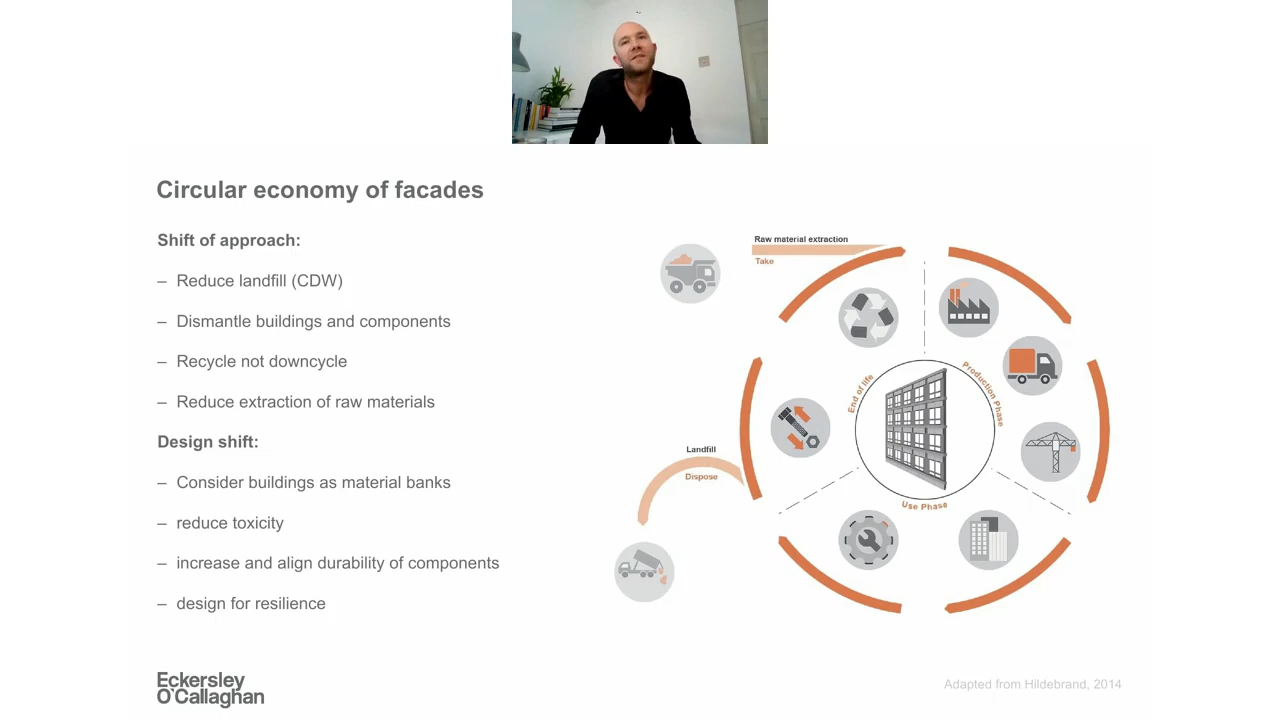 Circular economy of facades
Shift of approach:
– Reduce landfill (CDW)
– Dismantle buildings and components
– Recycle not downcycle
– Reduce extraction of raw materials
Design shift:
– Consider buildings as material banks
– reduce toxicity
– increase and align durability of components
– design for resilience
Raw material extraction
Take
End of life
Production Phase
Use Phase
Landfill
Dispose
Eckersley
O'Callaghan
Adapted from Hildebrand, 2014